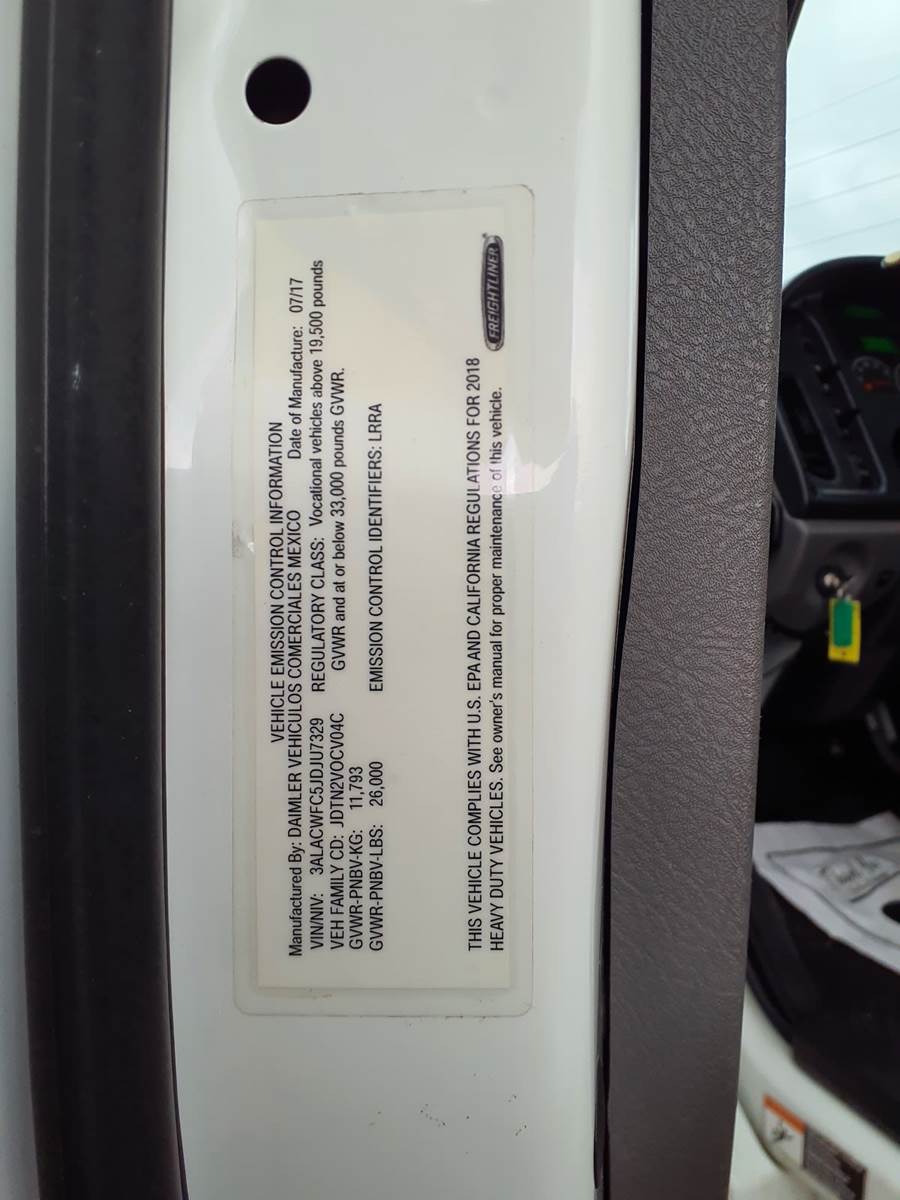 VEHICLE EMISSION CONTROL INFORMATION
Manufactured By: DAIMLER VEHICULOS COMERCIALES MEXICO Date of Manufacture: 07/17
VIN/NIV: 3ALACWFC5JDJU7329 REGULATORY CLASS: Vocational vehicles above 19,500 pounds
VEH FAMILY CD: JDTN2VOCV04C GVWR and at or below 33,000 pounds GVWR.
GVWR-PNBV-KG: 11,793
GVWR-PNBV-LBS: 26,000 EMISSION CONTROL IDENTIFIERS: LRRA
THIS VEHICLE COMPLIES WITH U.S. EPA AND CALIFORNIA REGULATIONS FOR 2018
HEAVY DUTY VEHICLES. See owner's manual for proper maintenance of this vehicle.
FREIGHTLINER